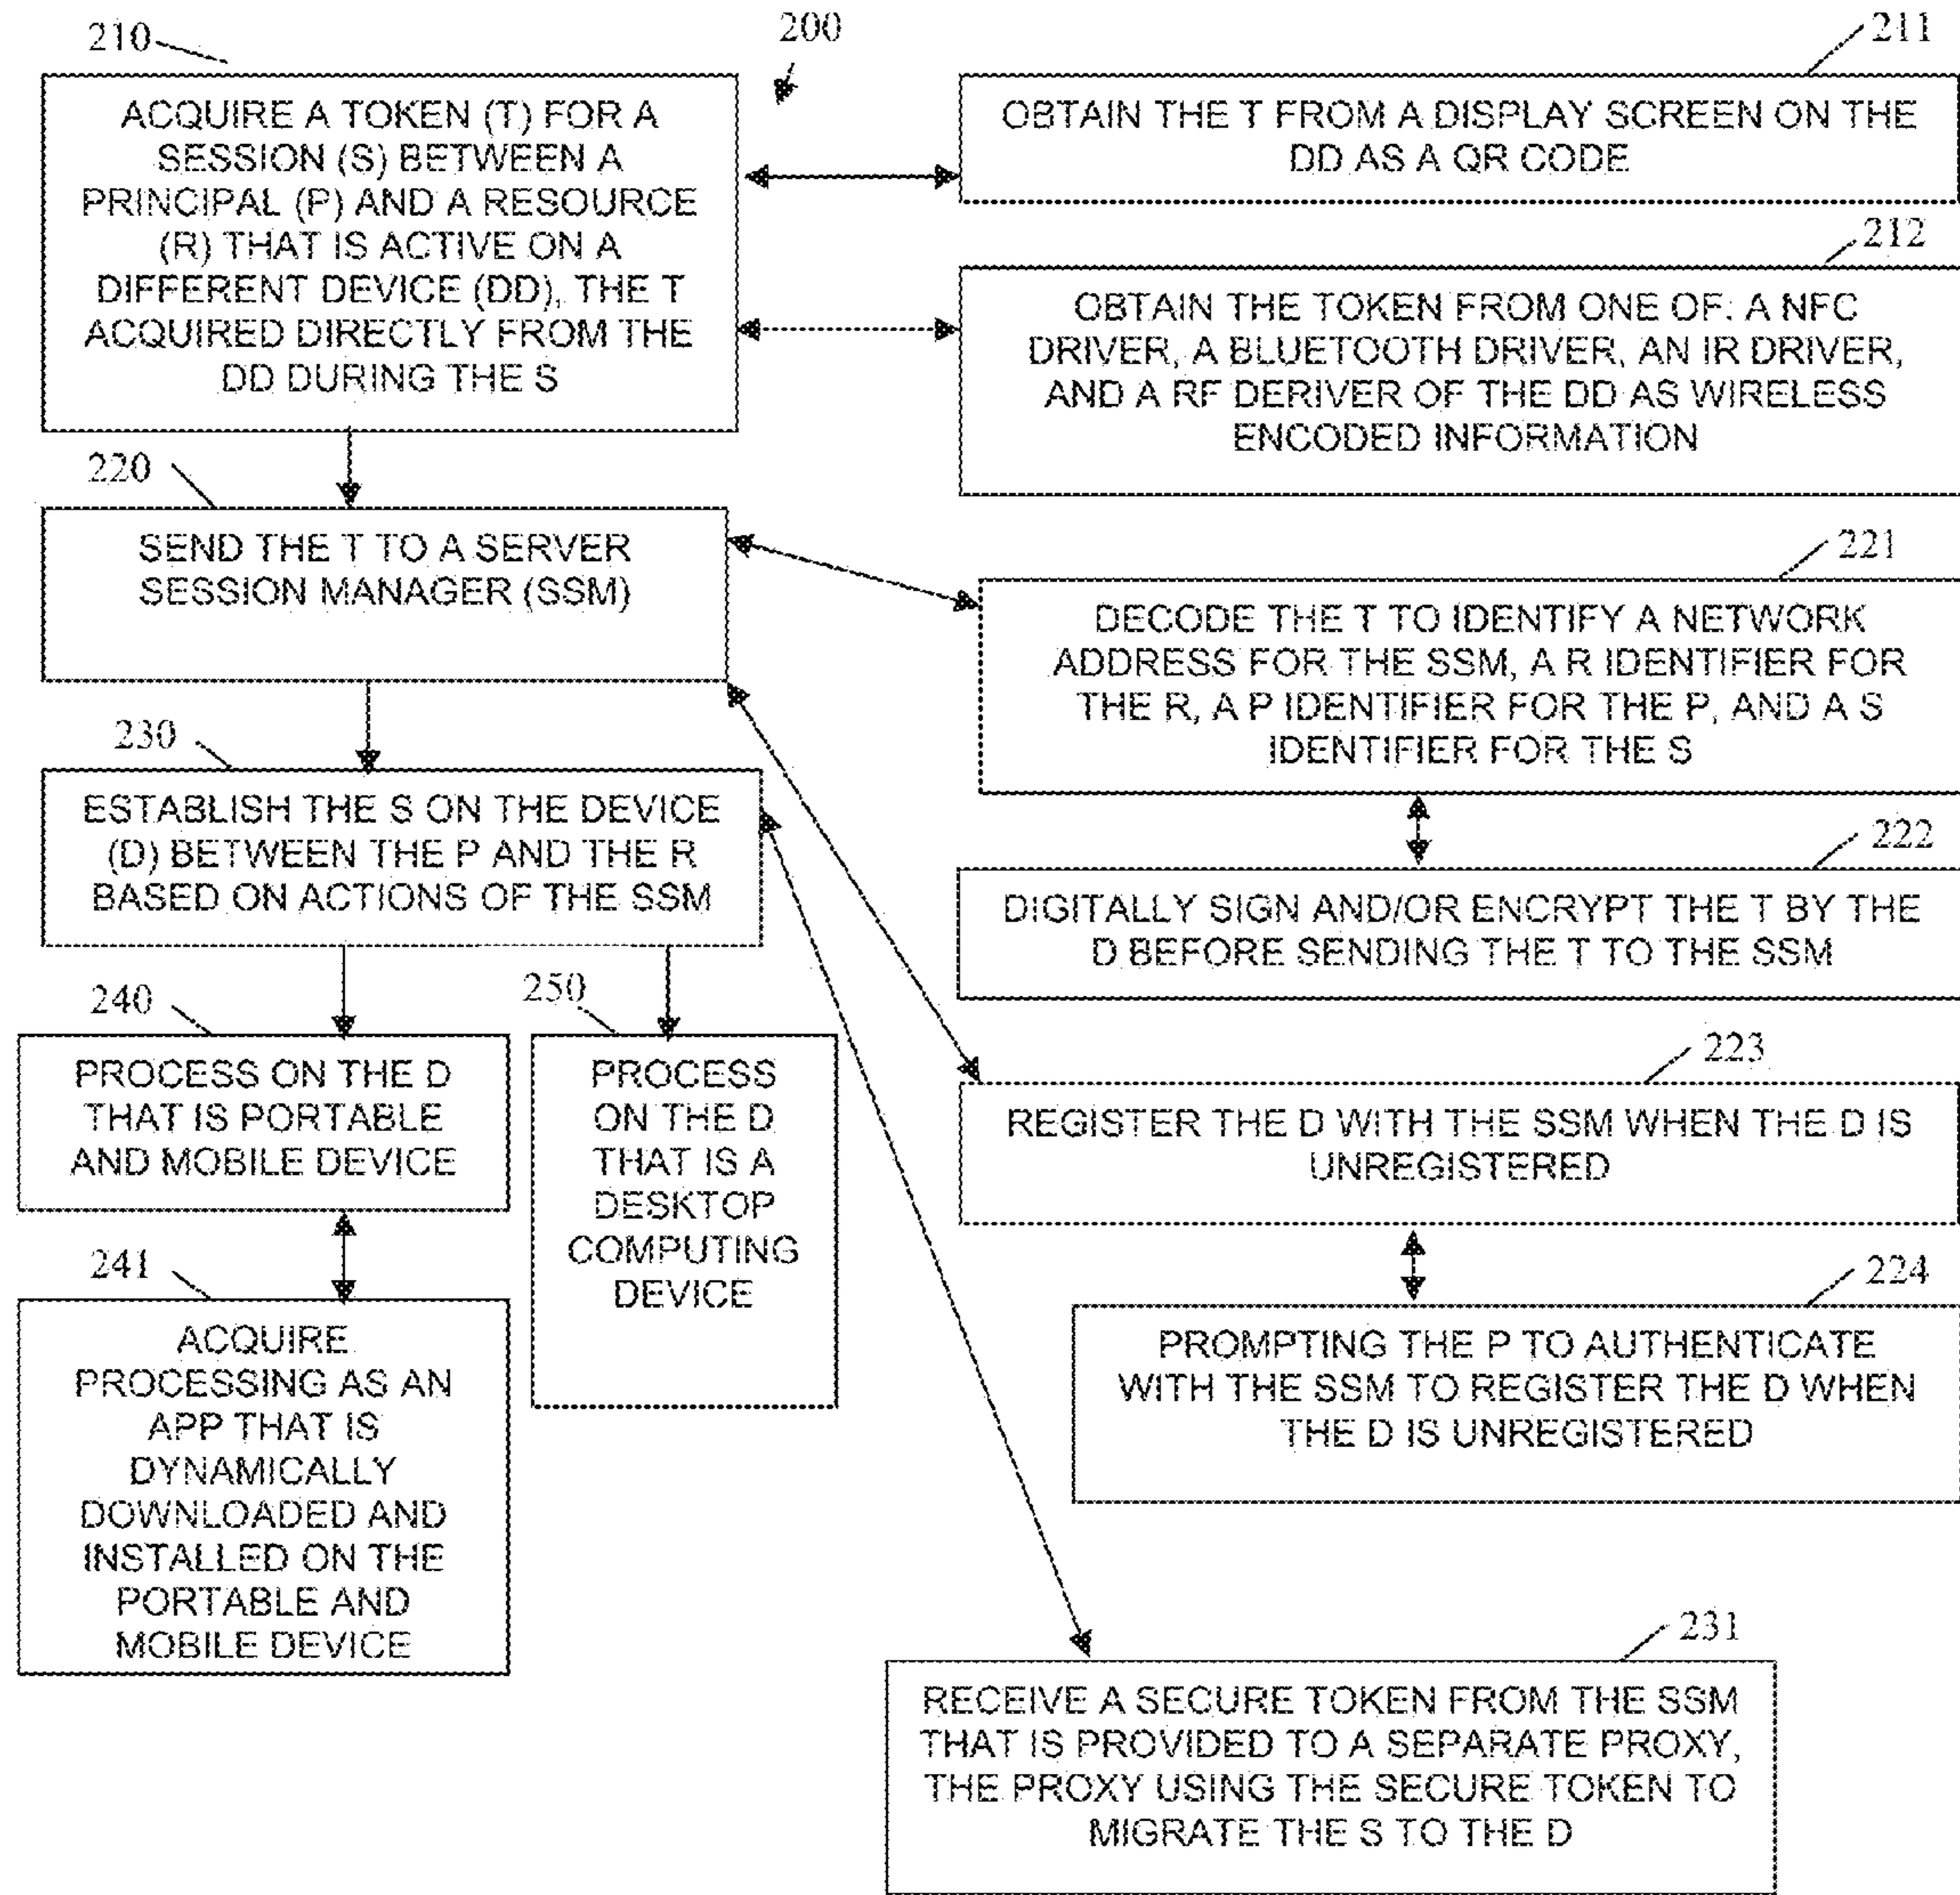 200
210
ACQUIRE A TOKEN (T) FOR A
SESSION (S) BETWEEN A
PRINCIPAL (P) AND A RESOURCE
(R) THAT IS ACTIVE ON A
DIFFERENT DEVICE (DD), THE T
ACQUIRED DIRECTLY FROM THE
DD DURING THE S
211
OBTAIN THE T FROM A DISPLAY SCREEN ON THE
DD AS A QR CODE
212
OBTAIN THE TOKEN FROM ONE OF: A NFC
DRIVER, A BLUETOOTH DRIVER, AN IR DRIVER,
AND A RF DERIVER OF THE DD AS WIRELESS
ENCODED INFORMATION
220
SEND THE T TO A SERVER
SESSION MANAGER (SSM)
221
DECODE THE T TO IDENTIFY A NETWORK
ADDRESS FOR THE SSM, A R IDENTIFIER FOR
THE R, A P IDENTIFIER FOR THE P, AND A S
IDENTIFIER FOR THE S
222
DIGITALLY SIGN AND/OR ENCRYPT THE T BY THE
D BEFORE SENDING THE T TO THE SSM
223
REGISTER THE D WITH THE SSM WHEN THE D IS
UNREGISTERED
224
PROMPTING THE P TO AUTHENTICATE
WITH THE SSM TO REGISTER THE D WHEN
THE D IS UNREGISTERED
230
ESTABLISH THE S ON THE DEVICE
(D) BETWEEN THE P AND THE R
BASED ON ACTIONS OF THE SSM
231
RECEIVE A SECURE TOKEN FROM THE SSM
THAT IS PROVIDED TO A SEPARATE PROXY,
THE PROXY USING THE SECURE TOKEN TO
MIGRATE THE S TO THE D
240
PROCESS ON THE D
THAT IS PORTABLE
AND MOBILE DEVICE
241
ACQUIRE
PROCESSING AS AN
APP THAT IS
DYNAMICALLY
DOWNLOADED AND
INSTALLED ON THE
PORTABLE AND
MOBILE DEVICE
250
PROCESS
ON THE D
THAT IS A
DESKTOP
COMPUTING
DEVICE